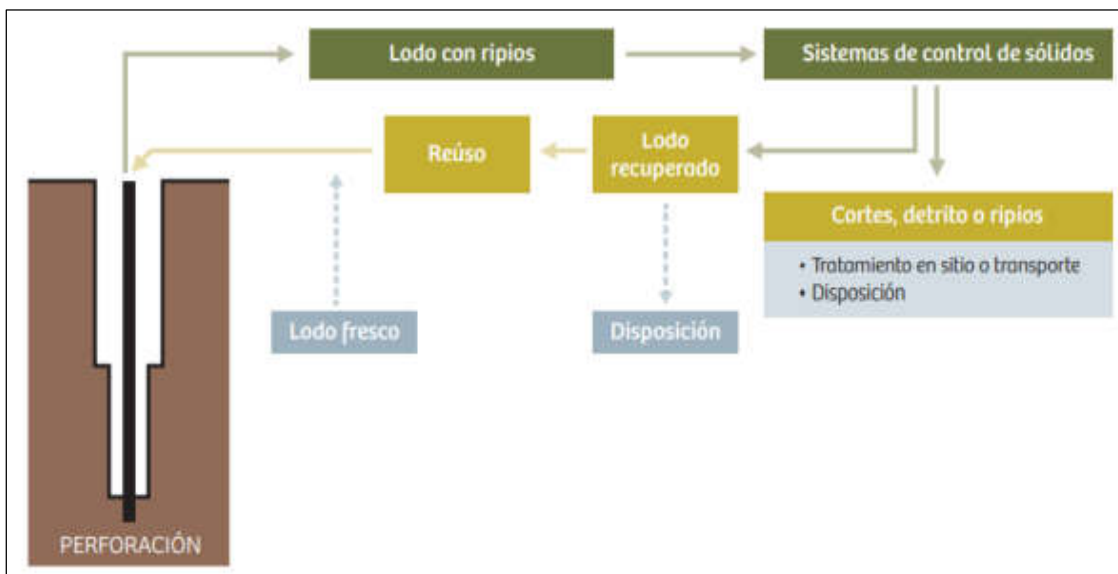 Lodo con ripios
Sistemas de control de sólidos
Reúso
Lodo
recuperado
Cortes, detrito o ripios
• Tratamiento en sitio o transporte
• Disposición
Lodo fresco
Disposición
PERFORACIÓN